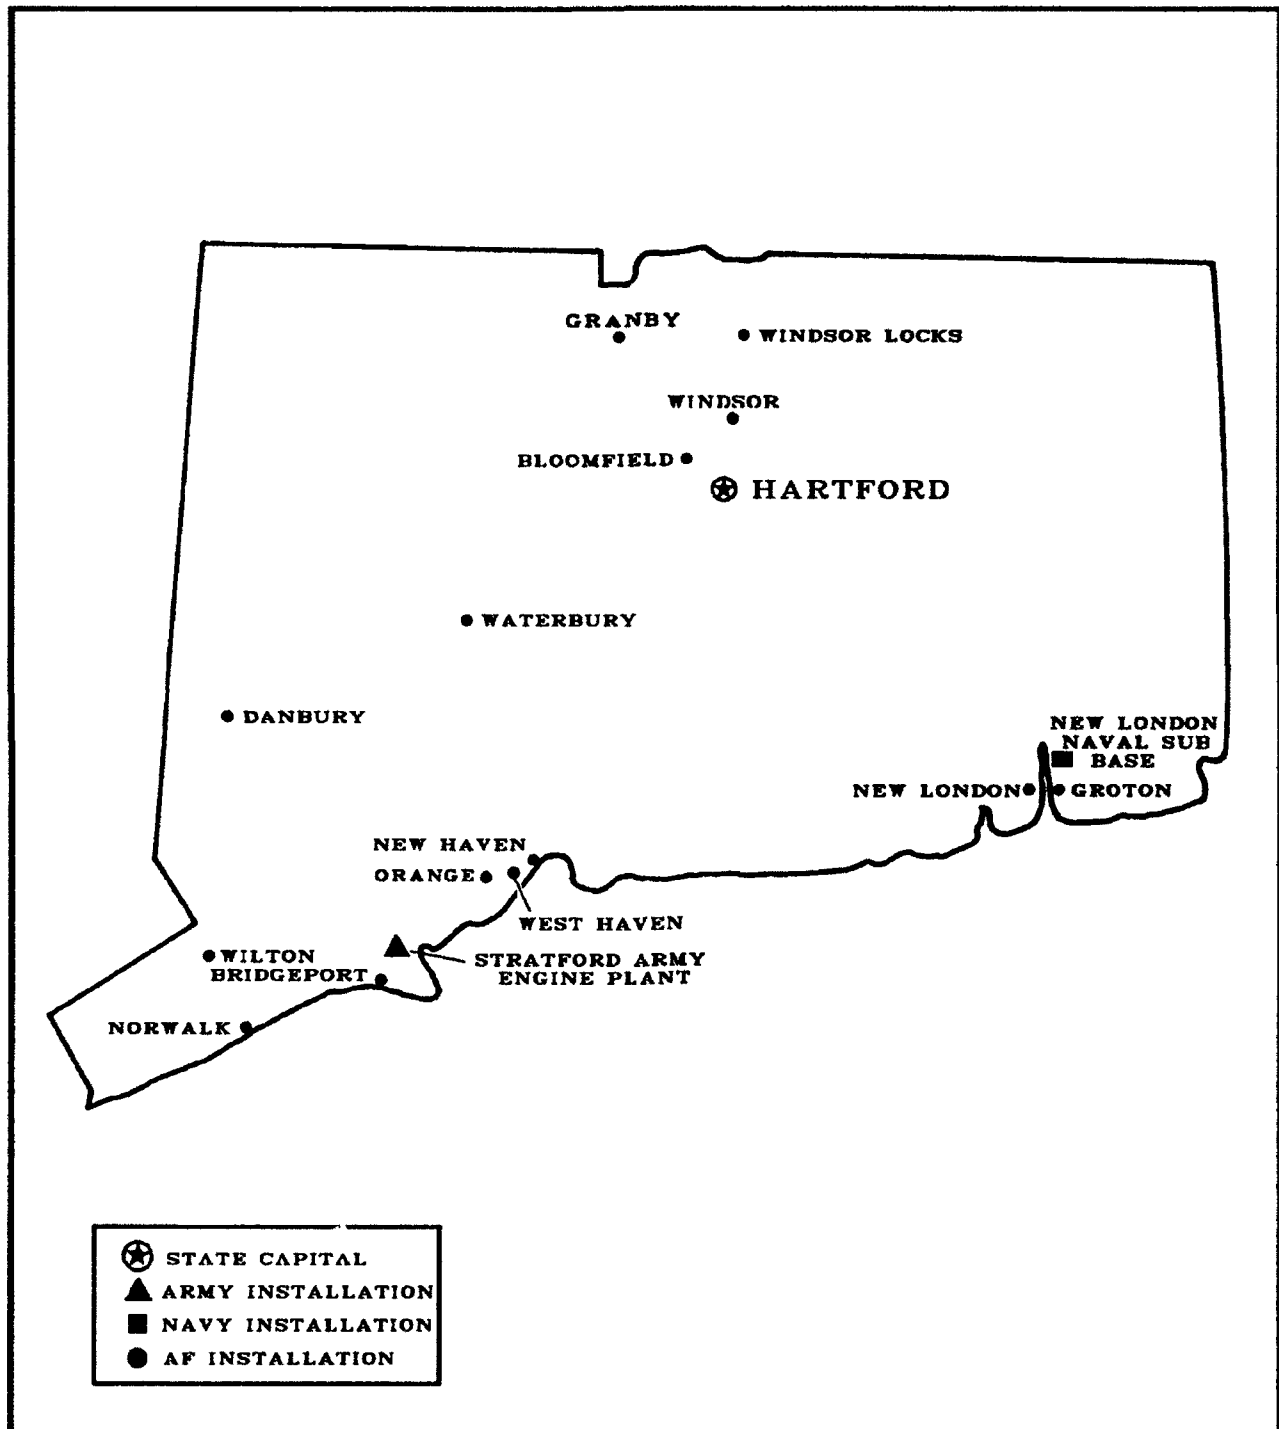 GRANBY
WINDSOR LOCKS
WINDSOR
BLOOMFIELD
HARTFORD
WATERBURY
DANBURY
NEW LONDON
NAVAL SUB
BASE
NEW LONDON
GROTON
NEW HAVEN
ORANGE
WEST HAVEN
WILTON
BRIDGEPORT
STRATFORD ARMY
ENGINE PLANT
NORWALK
STATE CAPITAL
ARMY INSTALLATION
NAVY INSTALLATION
AF INSTALLATION